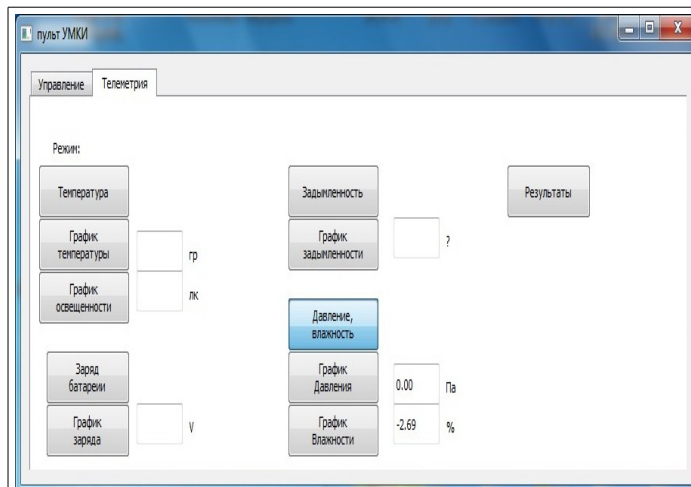 пульт УМКИ
Управление Телеметрия
Режим:
Температура
Задымленность
Результаты
График
температуры
гр
График
задымленности
?
График
освещенности
лк
Давление,
влажность
Заряд
батареии
График
Давления
0.00 Па
График
заряда
V
График
Влажности
-2.69 %